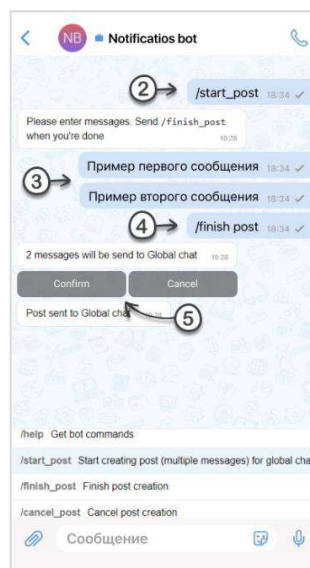 NB Notificatios bot
2
/start_post 18:34
Please enter messages. Send /finish_post
when you're done 10:28
Пример первого сообщения 18:34
3
Пример второго сообщения 18:34
4
/finish post 18:34
2 messages will be send to Global chat 10:28
Confirm Cancel
Post sent to Global chat
5
/help Get bot commands
/start_post Start creating post (multiple messages) for global cha
/finish_post Finish post creation
/cancel_post Cancel post creation
Сообщение